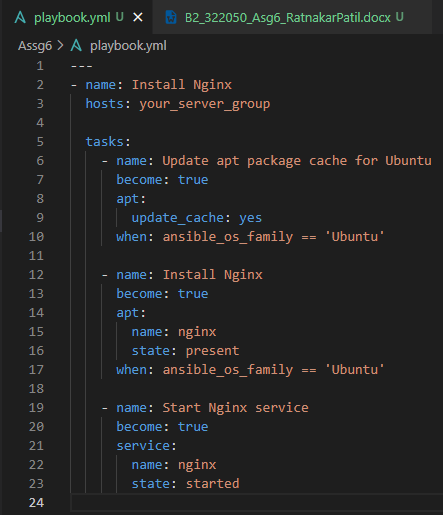 playbook.yml U
B2_322050_Asg6_RatnakarPatil.docx U
Assg6 > playbook.yml
1 ---
2 - name: Install Nginx
3   hosts: your_server_group
4
5   tasks:
6     - name: Update apt package cache for Ubuntu
7       become: true
8       apt:
9         update_cache: yes
10       when: ansible_os_family == 'Ubuntu'
11
12     - name: Install Nginx
13       become: true
14       apt:
15         name: nginx
16         state: present
17       when: ansible_os_family == 'Ubuntu'
18
19     - name: Start Nginx service
20       become: true
21       service:
22         name: nginx
23         state: started
24